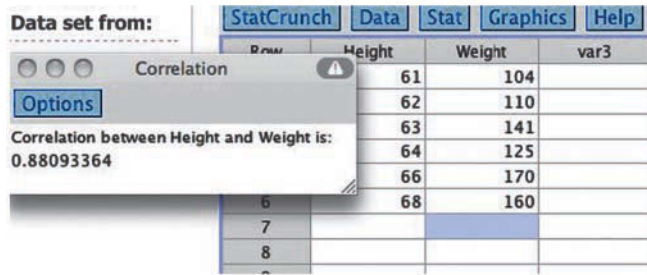 Data set from:
StatCrunch Data Stat Graphics Help
Row Height Weight var3
Correlation
Options
Correlation between Height and Weight is:
0.88093364
61 104
62 110
63 141
64 125
66 170
6 68 160
7
8